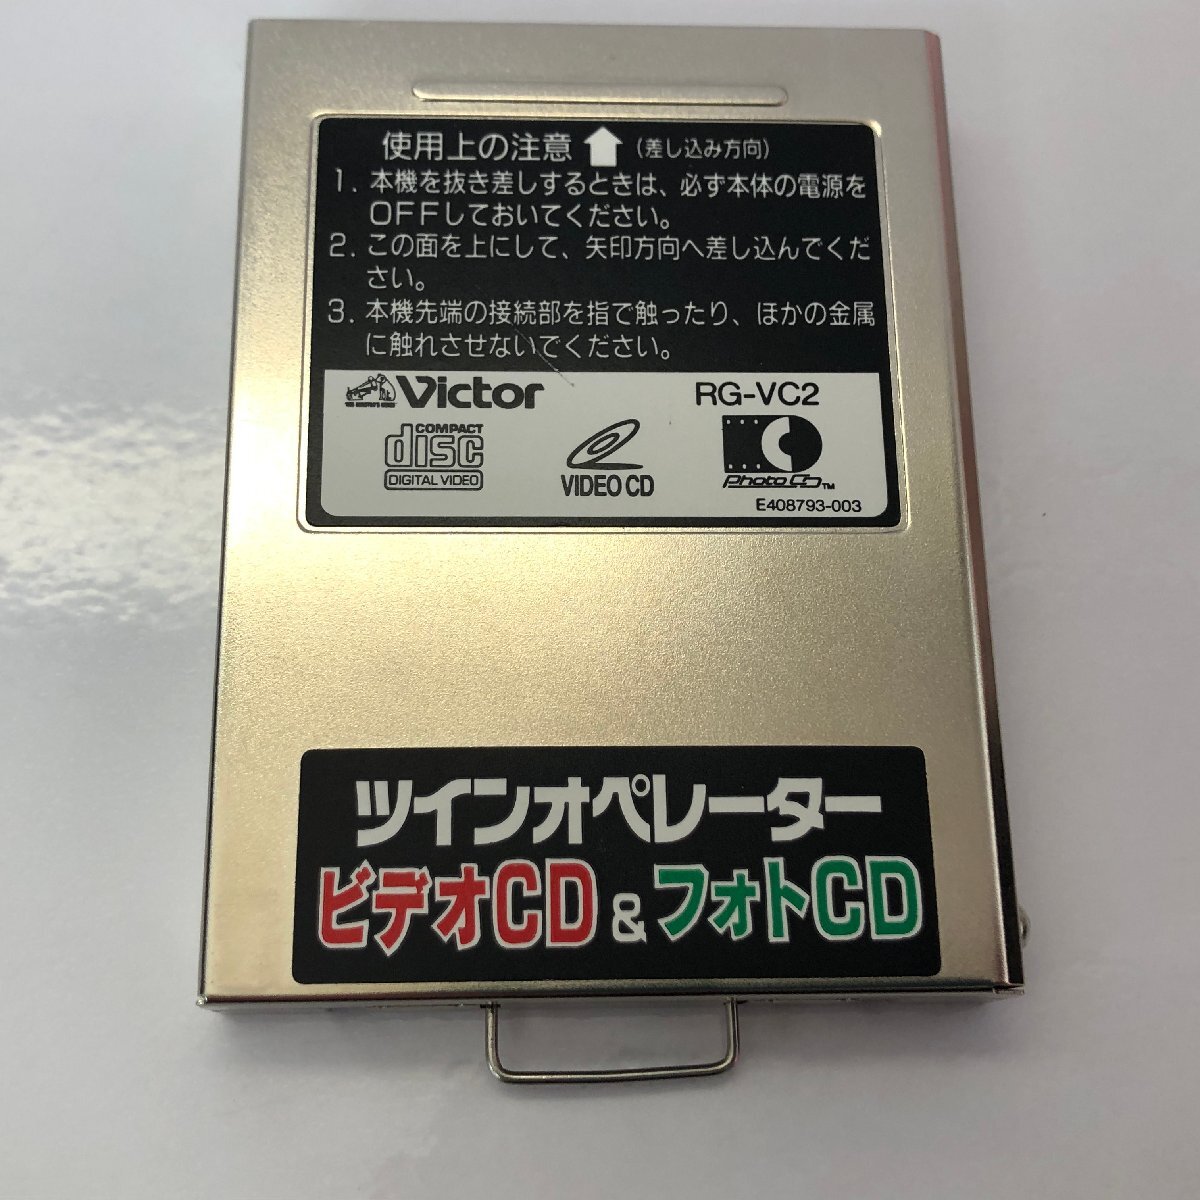 使用上の注意 (差し込み方向)
1. 本機を抜き差しするときは、必ず本体の電源を
OFFしておいてください。
2. この面を上にして、矢印方向へ差し込んでくだ
さい。
3. 本機先端の接続部を指で触ったり、ほかの金属
に触れさせないでください。
Victor RG-VC2
COMPACT
disc
DIGITAL VIDEO
VIDEO CD
Photo CD™
E408793-003
ツインオペレーター
ビデオCD & フォトCD